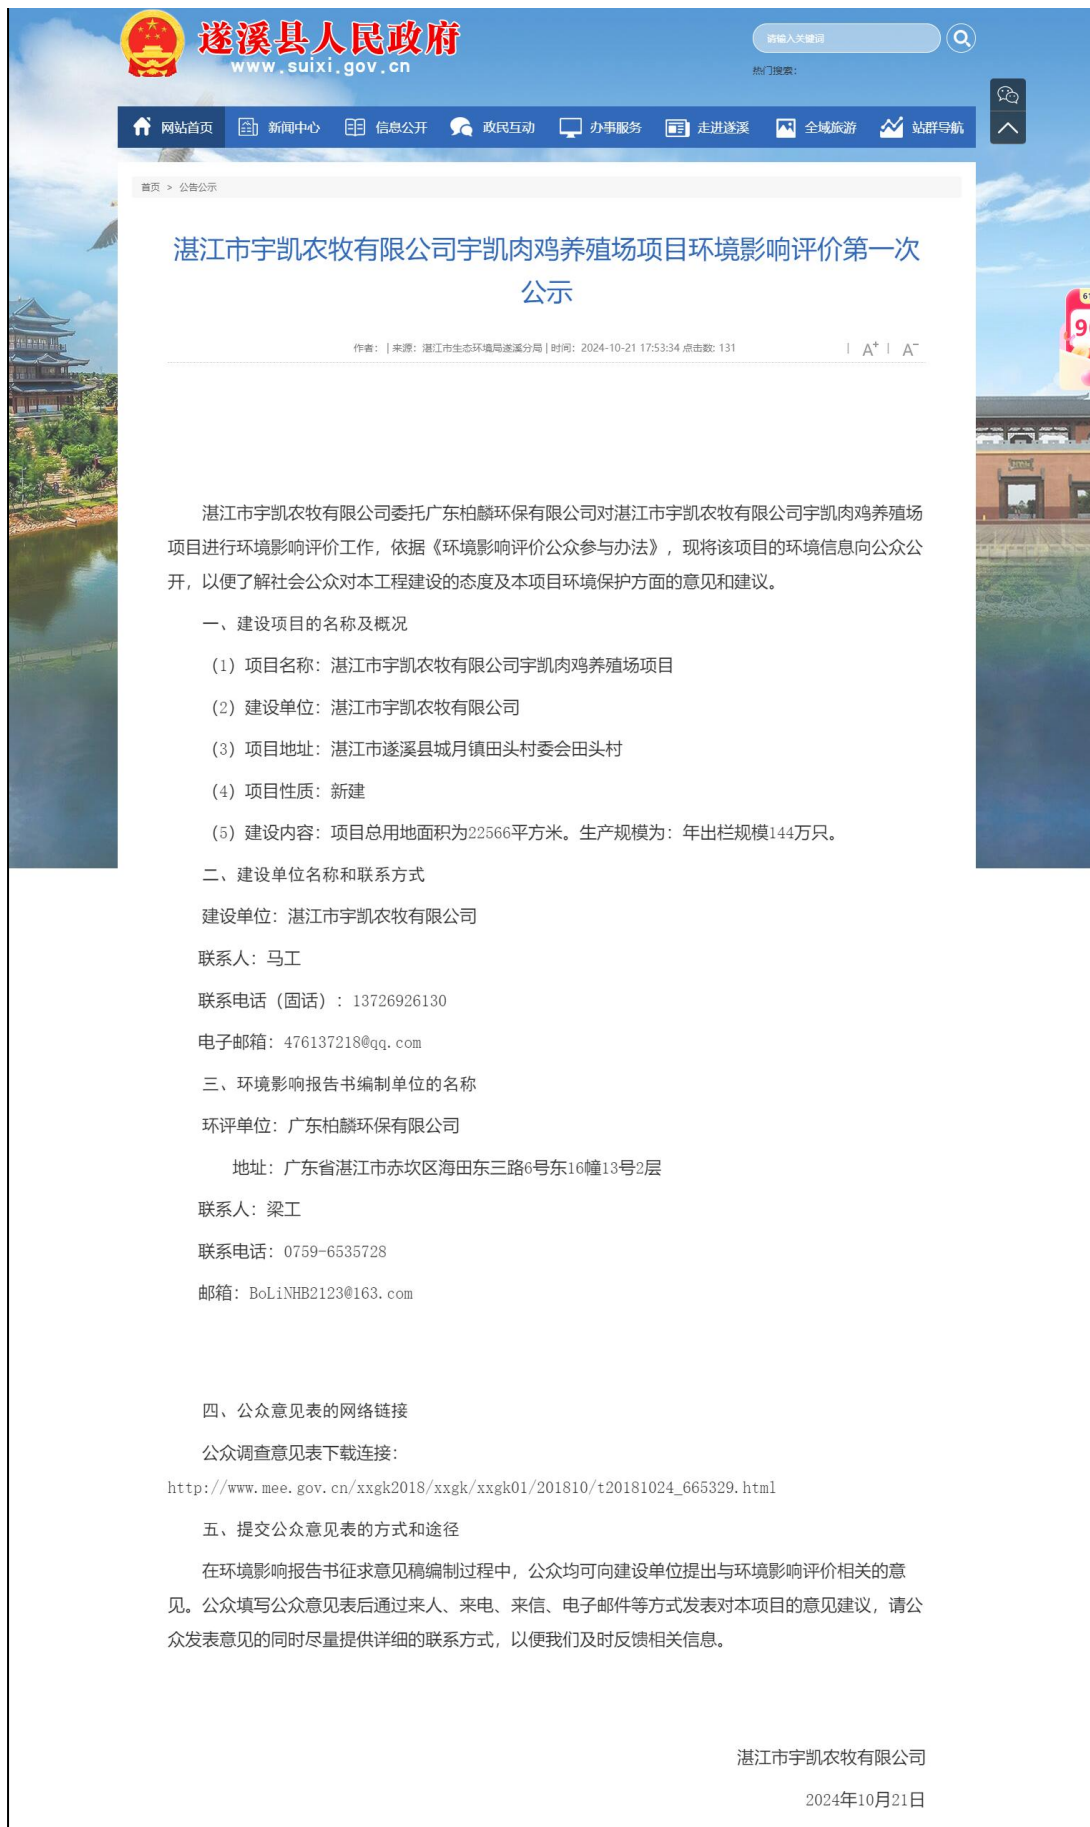 遂溪县人民政府
www.suixi.gov.cn
请输入关键词
热门搜索：
网站首页 新闻中心 信息公开 政民互动 办事服务 走进遂溪 全域旅游 站群导航
首页 > 公告公示
湛江市宇凯农牧有限公司宇凯肉鸡养殖场项目环境影响评价第一次
公示
作者： | 来源：湛江市生态环境局遂溪分局 | 时间：2024-10-21 17:53:34 点击数: 131 | A+ | A-
湛江市宇凯农牧有限公司委托广东柏麟环保有限公司对湛江市宇凯农牧有限公司宇凯肉鸡养殖场
项目进行环境影响评价工作，依据《环境影响评价公众参与办法》，现将该项目的环境信息向公众公
开，以便了解社会公众对本工程建设的态度及本项目环境保护方面的意见和建议。
一、建设项目的名称及概况
（1）项目名称：湛江市宇凯农牧有限公司宇凯肉鸡养殖场项目
（2）建设单位：湛江市宇凯农牧有限公司
（3）项目地址：湛江市遂溪县城月镇田头村委会田头村
（4）项目性质：新建
（5）建设内容：项目总用地面积为22566平方米。生产规模为：年出栏规模144万只。
二、建设单位名称和联系方式
建设单位：湛江市宇凯农牧有限公司
联系人：马工
联系电话（固话）：13726926130
电子邮箱：476137218@qq.com
三、环境影响报告书编制单位的名称
环评单位：广东柏麟环保有限公司
地址：广东省湛江市赤坎区海田东三路6号东16幢13号2层
联系人：梁工
联系电话：0759-6535728
邮箱：BoLiNHB2123@163.com
四、公众意见表的网络链接
公众调查意见表下载连接：
http://www.mee.gov.cn/xxgk2018/xxgk/xxgk01/201810/t20181024_665329.html
五、提交公众意见表的方式和途径
在环境影响报告书征求意见稿编制过程中，公众均可向建设单位提出与环境影响评价相关的意
见。公众填写公众意见表后通过来人、来电、来信、电子邮件等方式发表对本项目的意见建议，请公
众发表意见的同时尽量提供详细的联系方式，以便我们及时反馈相关信息。
湛江市宇凯农牧有限公司
2024年10月21日